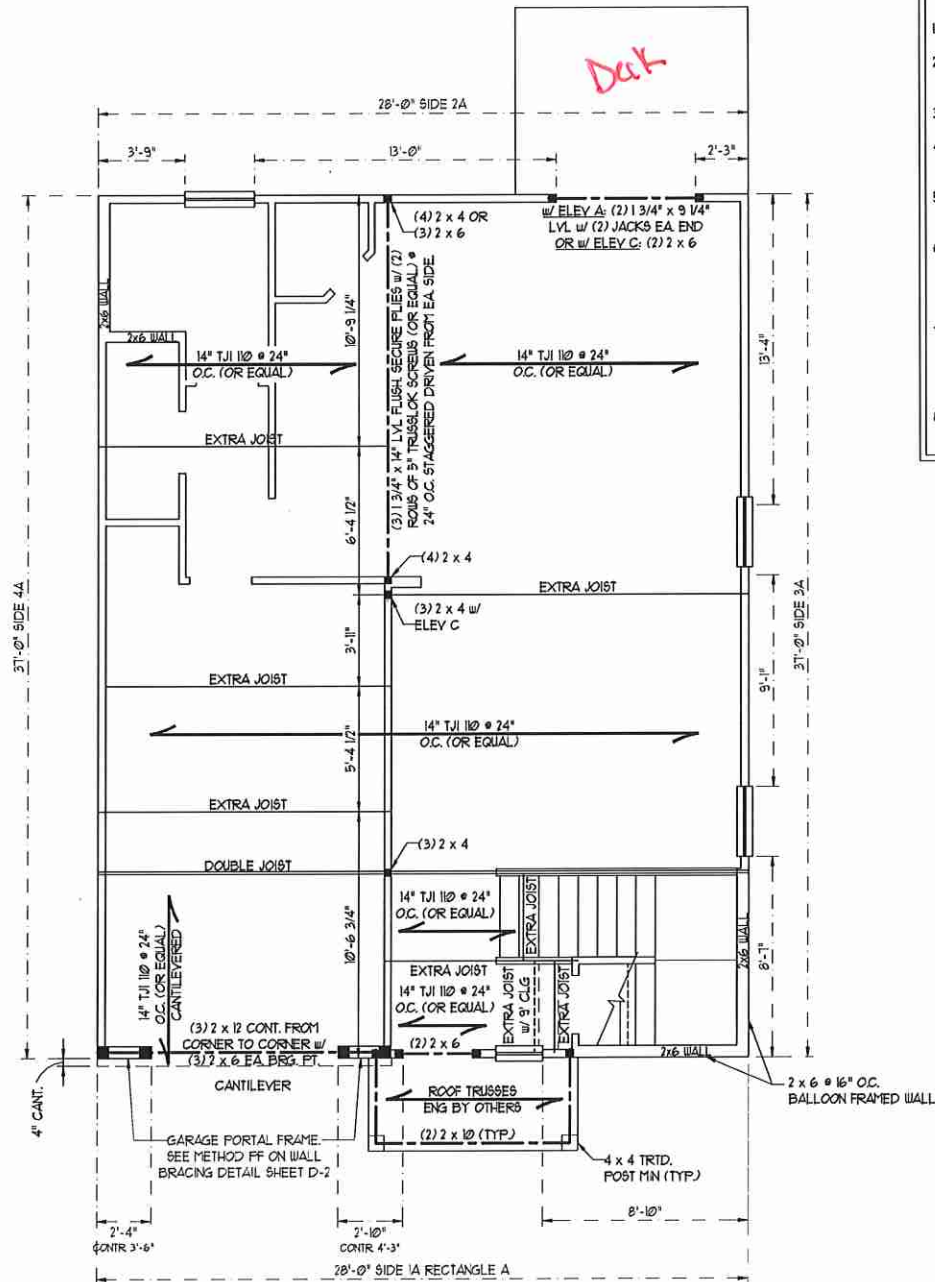 Deck
28'-0" SIDE 2A
3'-9"
13'-0"
2'-3"
(4) 2 x 4 OR
(3) 2 x 6
w/ ELEV A: (2) 1 3/4" x 9 1/4"
LVL w/ (2) JACKS EA. END
OR w/ ELEV C: (2) 2 x 6
2x6 WALL
2x6 WALL
14" TJI 110 @ 24"
O.C. (OR EQUAL)
10'-9 1/4"
(3) 1 3/4" x 14" LVL FLUSH. SECURE PLIES w/ (2)
ROWS OF 5" TRUSSLOK SCREWS (OR EQUAL) @
24" O.C. STAGGERED DRIVEN FROM EA. SIDE.
14" TJI 110 @ 24"
O.C. (OR EQUAL)
13'-4"
EXTRA JOIST
6'-4 1/2"
(4) 2 x 4
EXTRA JOIST
(3) 2 x 4 w/
ELEV C
37'-0" SIDE 4A
37'-0" SIDE 3A
3'-11"
9'-1"
EXTRA JOIST
14" TJI 110 @ 24"
O.C. (OR EQUAL)
5'-4 1/2"
EXTRA JOIST
(3) 2 x 4
DOUBLE JOIST
14" TJI 110 @ 24"
O.C. (OR EQUAL)
CANTILEVERED
10'-6 3/4"
14" TJI 110 @ 24"
O.C. (OR EQUAL)
EXTRA JOIST
EXTRA JOIST
14" TJI 110 @ 24"
O.C. (OR EQUAL)
EXTRA JOIST
w/ 9' CLG
EXTRA JOIST
2x6 WALL
8'-7"
(3) 2 x 12 CONT. FROM
CORNER TO CORNER w/
(3) 2 x 6 EA. BRG. PT.
(2) 2 x 6
2x6 WALL
4" CANT.
CANTILEVER
2 x 6 @ 16" O.C.
BALLOON FRAMED WALL
ROOF TRUSSES
ENG BY OTHERS
(2) 2 x 10 (TYP.)
GARAGE PORTAL FRAME.
SEE METHOD PF ON WALL
BRACING DETAIL SHEET D-2
4 x 4 TRTD.
POST MIN (TYP.)
2'-4"
CONTR 3'-6"
2'-10"
CONTR 4'-3"
8'-10"
28'-0" SIDE 1A RECTANGLE A